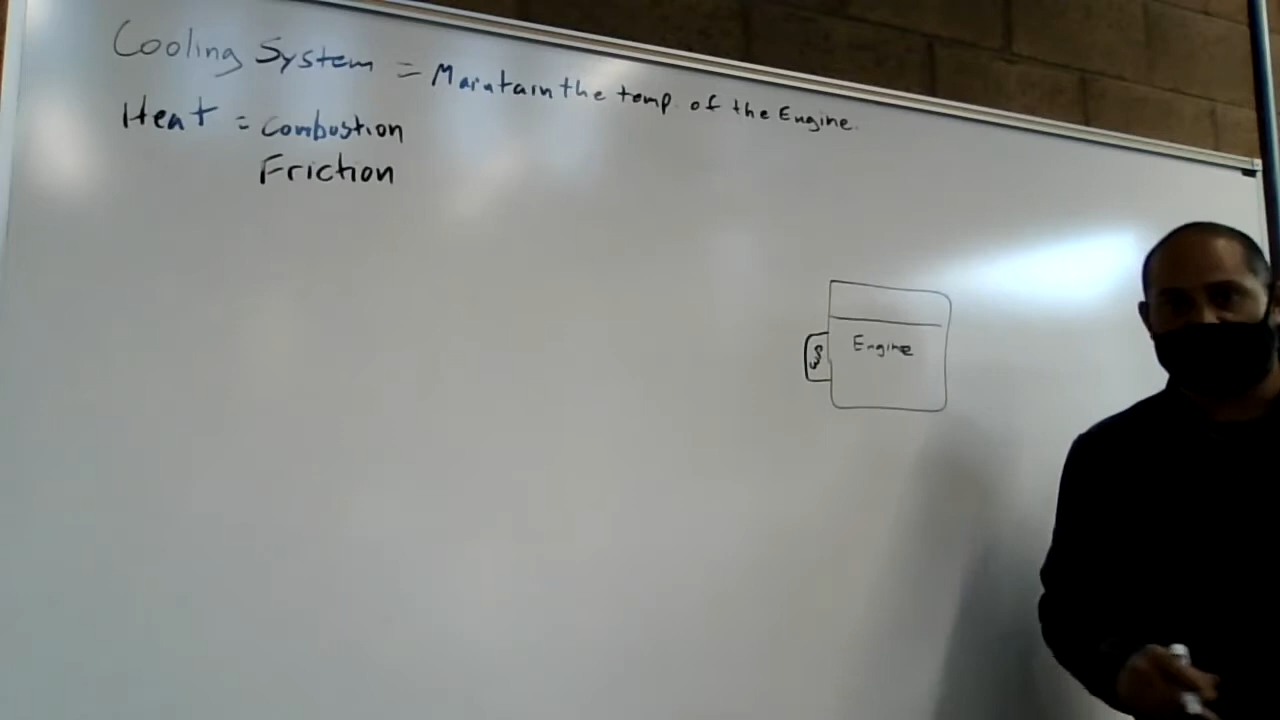 Cooling System = Maintain the temp. of the Engine.
Heat = Combustion
Friction
Engine